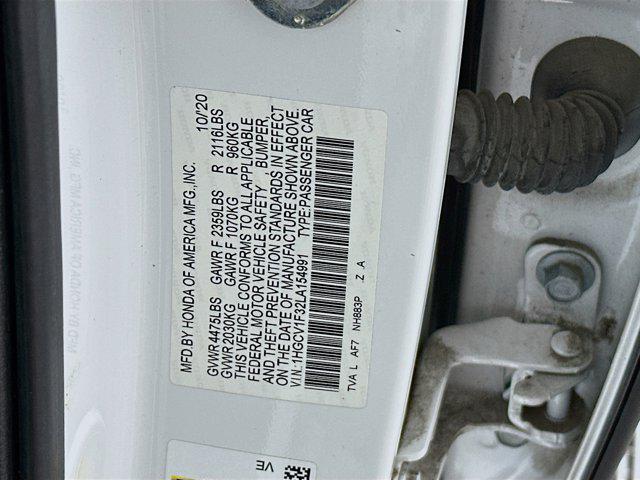 MFD.BY HONDA OF AMERICA MFG.,INC. 10/20
GVWR 4475LBS GAWR F 2359LBS R 2116LBS
GVWR 2030KG GAWR F 1070KG R 960KG
THIS VEHICLE CONFORMS TO ALL APPLICABLE
FEDERAL MOTOR VEHICLE SAFETY , BUMPER,
AND THEFT PREVENTION STANDARDS IN EFFECT
ON THE DATE OF MANUFACTURE SHOWN ABOVE.
VIN:1HGCV1F32LA154991 TYPE:PASSENGER CAR
TVA L AF7 NH883P Z A
VE